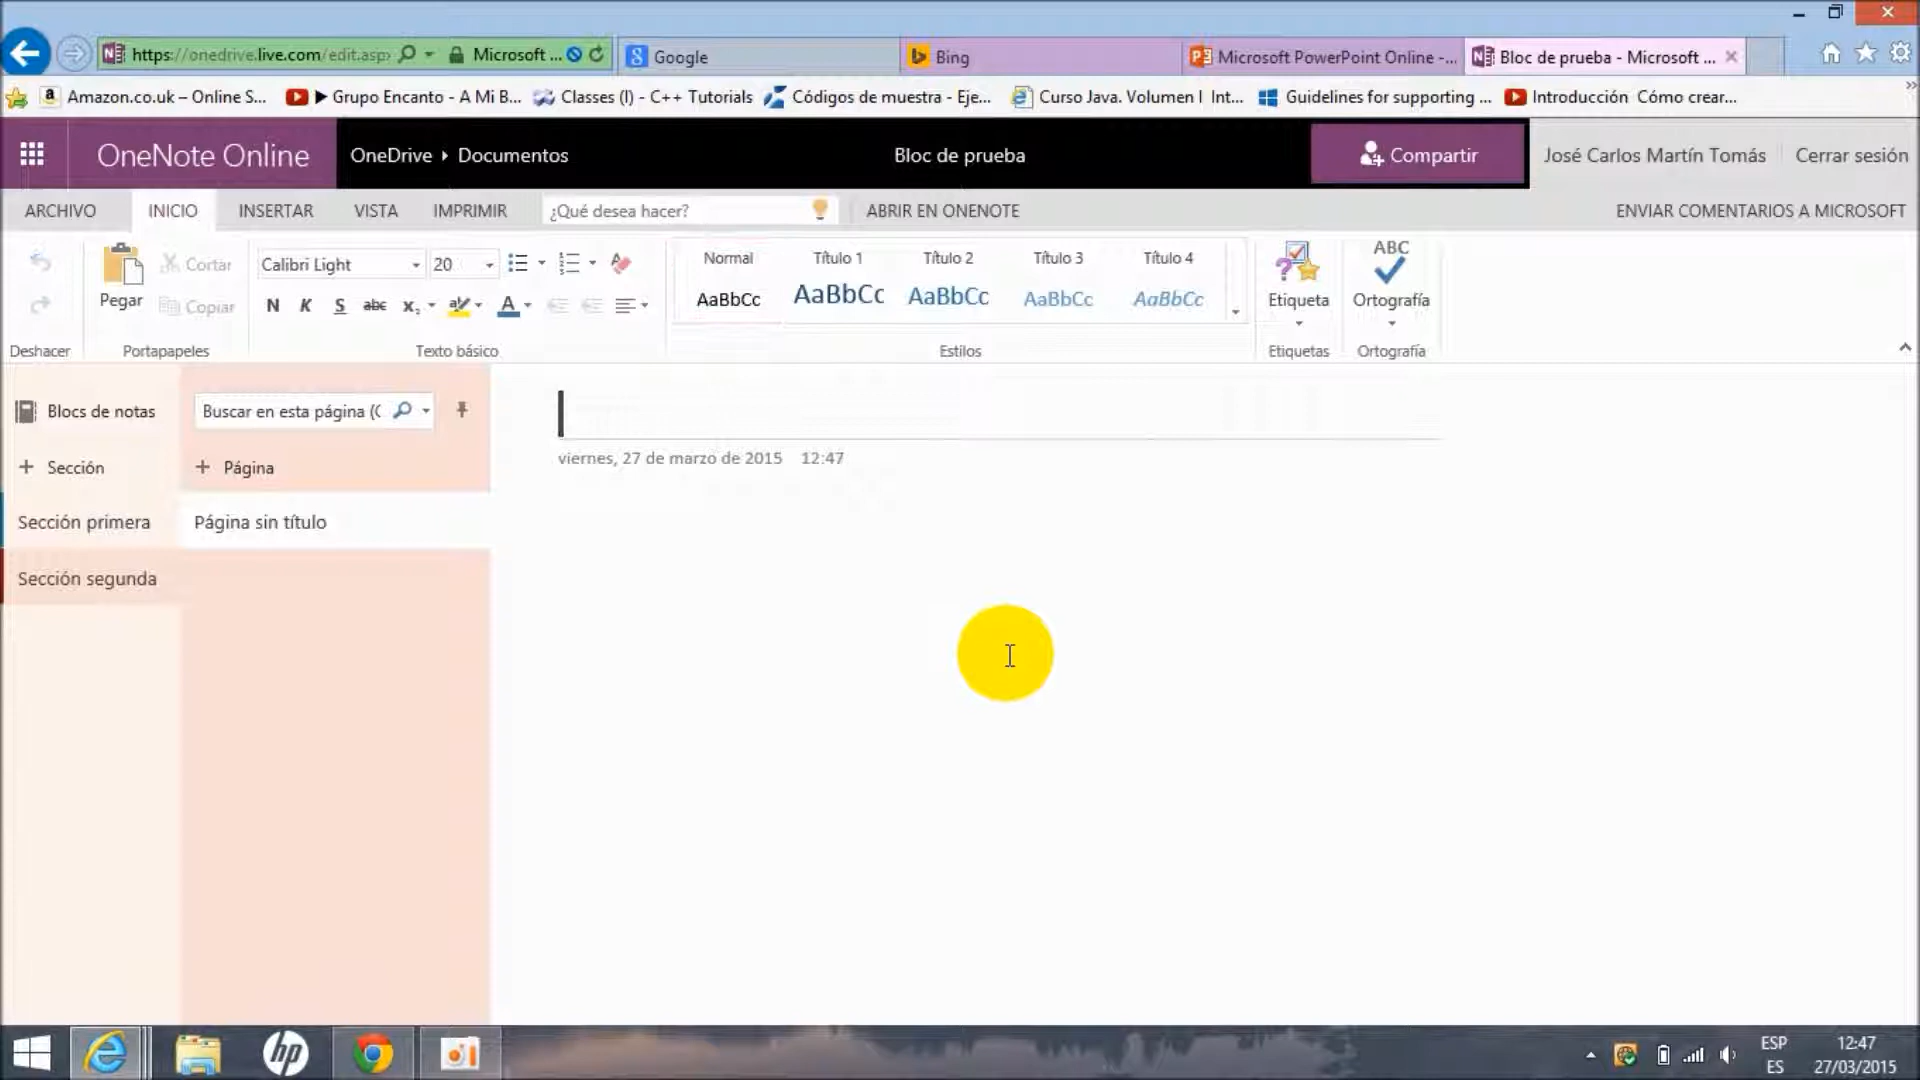 https://onedrive.live.com/edit.asp Microsoft ... Google Bing Microsoft PowerPoint Online -... Bloc de prueba - Microsoft ...
Amazon.co.uk – Online S... ▶ Grupo Encanto - A Mi B... Classes (I) - C++ Tutorials Códigos de muestra - Eje... Curso Java. Volumen I Int... Guidelines for supporting ... Introducción Cómo crear...
OneNote Online OneDrive ▸ Documentos Bloc de prueba Compartir José Carlos Martín Tomás Cerrar sesión
ARCHIVO INICIO INSERTAR VISTA IMPRIMIR ¿Qué desea hacer? ABRIR EN ONENOTE ENVIAR COMENTARIOS A MICROSOFT
Pegar Cortar Copiar
Calibri Light 20
N K S abc x₂ ab A
Normal Título 1 Título 2 Título 3 Título 4
AaBbCc AaBbCc AaBbCc AaBbCc AaBbCc
Etiqueta ABC Ortografía
Deshacer Portapapeles Texto básico Estilos Etiquetas Ortografía
Blocs de notas Buscar en esta página (C
+ Sección + Página
viernes, 27 de marzo de 2015 12:47
Sección primera Página sin título
Sección segunda
hp
ESP 12:47
ES 27/03/2015